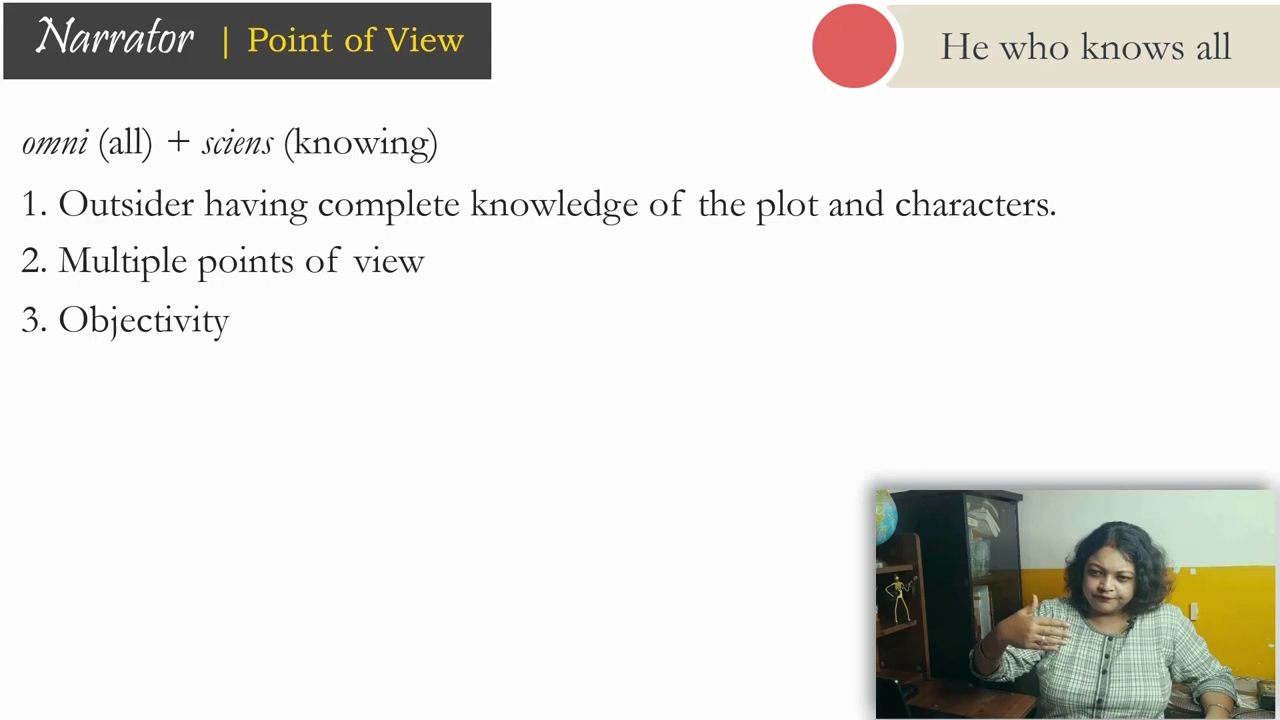 Narrator | Point of View
He who knows all
omni (all) + sciens (knowing)
1. Outsider having complete knowledge of the plot and characters.
2. Multiple points of view
3. Objectivity